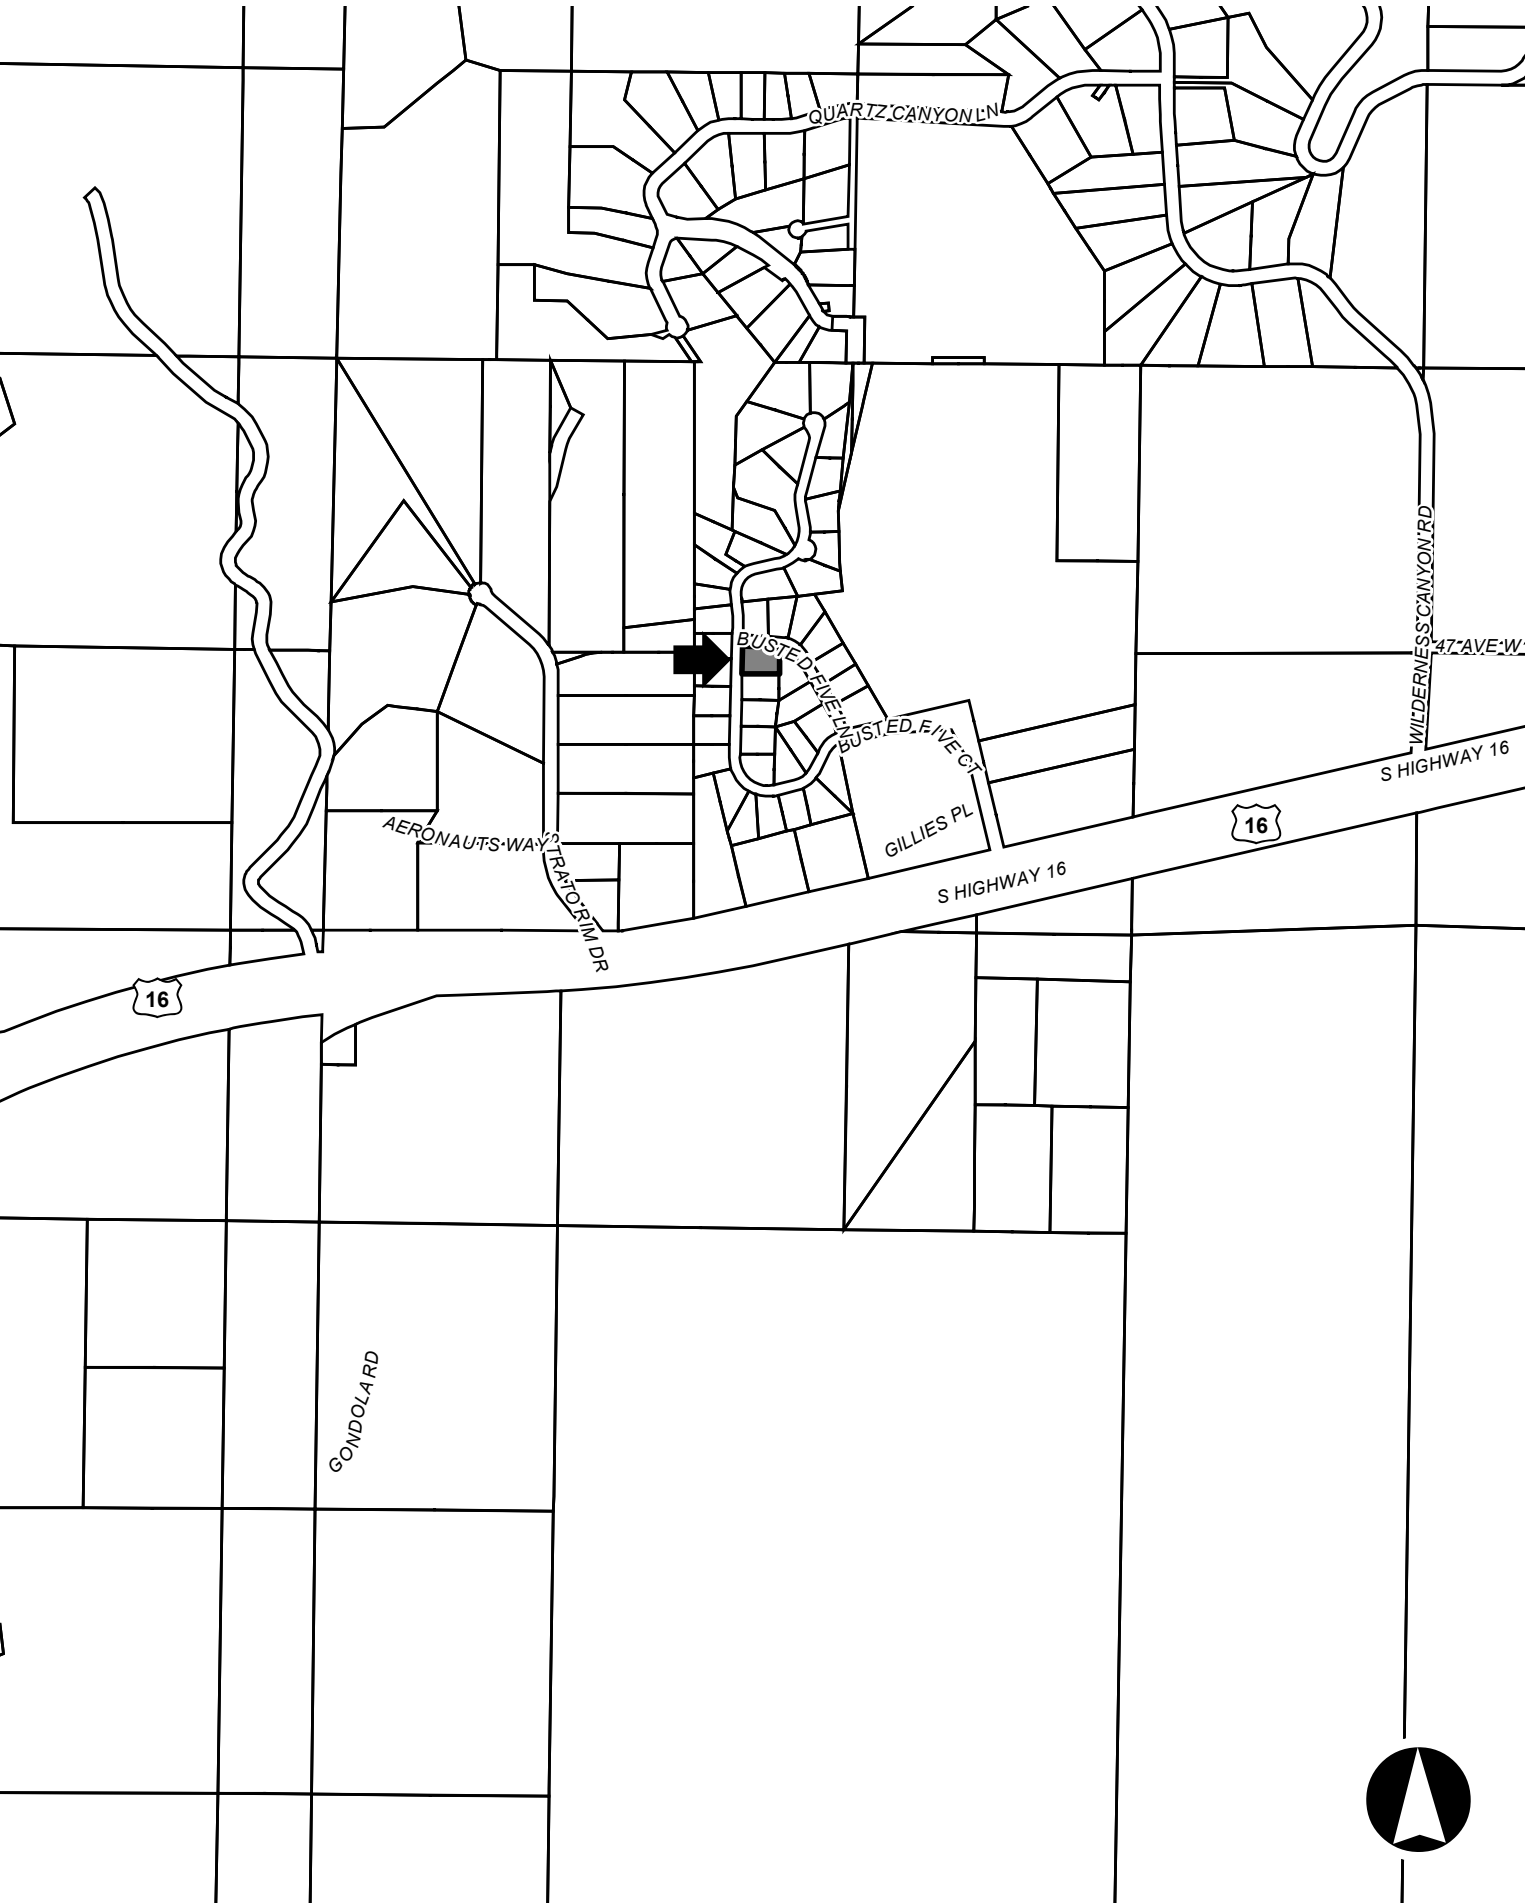 QUARTZ CANYON LN
WILDERNESS CANYON RD
BUSTED FIVE LN
47 AVE W
BUSTED FIVE CT
S HIGHWAY 16
GILLIES PL
16
AERONAUTS WAY
STRATO RIM DR
S HIGHWAY 16
16
GONDOLA RD